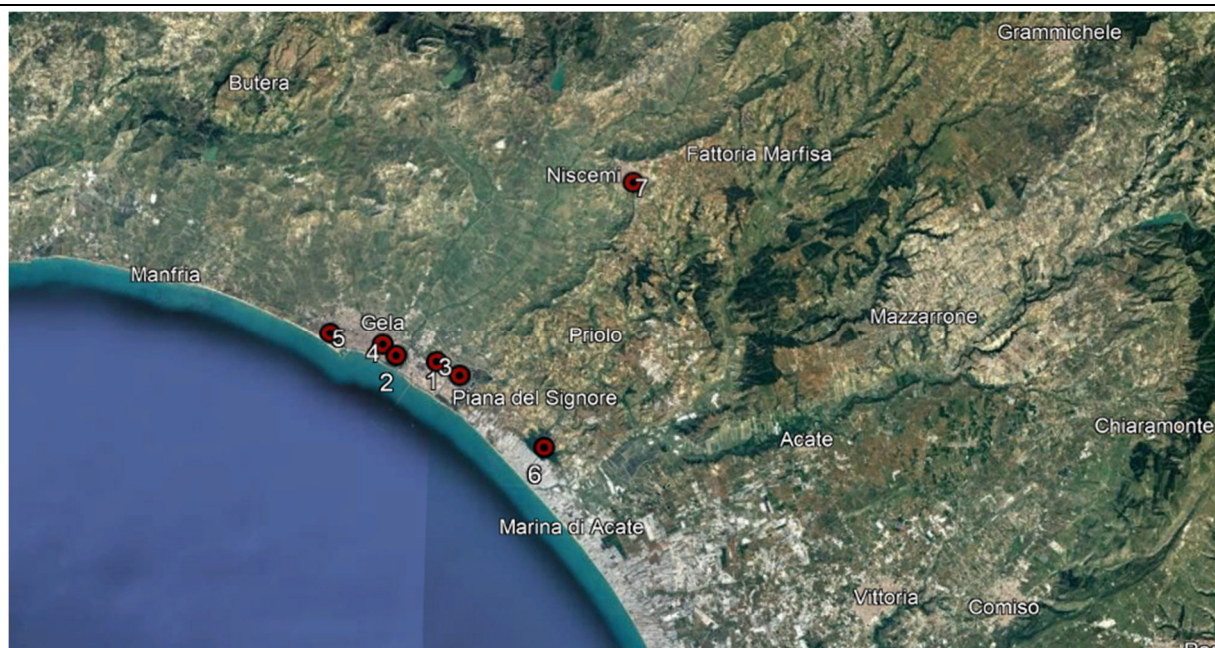 Grammichele
Butera
Fattoria Marfisa
Niscemi
7
Manfria
Gela
Mazzarrone
5
Priolo
4
3
2
1
Piana del Signore
Chiaramonte
Acate
6
Marina di Acate
Vittoria
Comiso